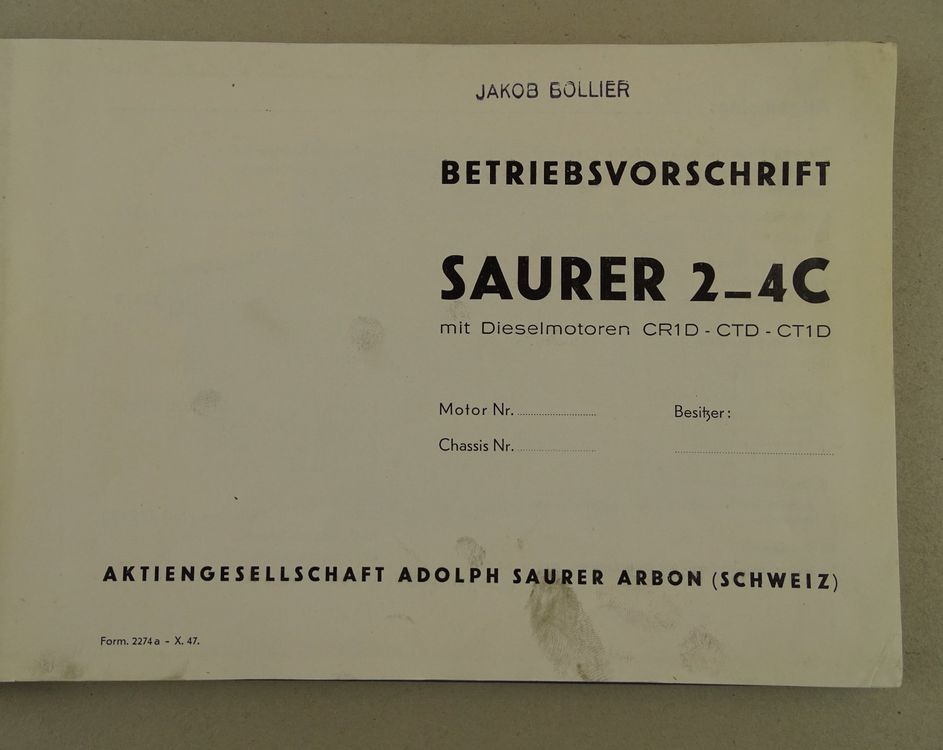 JAKOB BOLLIER
BETRIEBSVORSCHRIFT
SAURER 2–4C
mit Dieselmotoren CR1D - CTD - CT1D
Motor Nr. Besitzer:
Chassis Nr.
AKTIENGESELLSCHAFT ADOLPH SAURER ARBON (SCHWEIZ)
Form. 2274 a - X. 47.